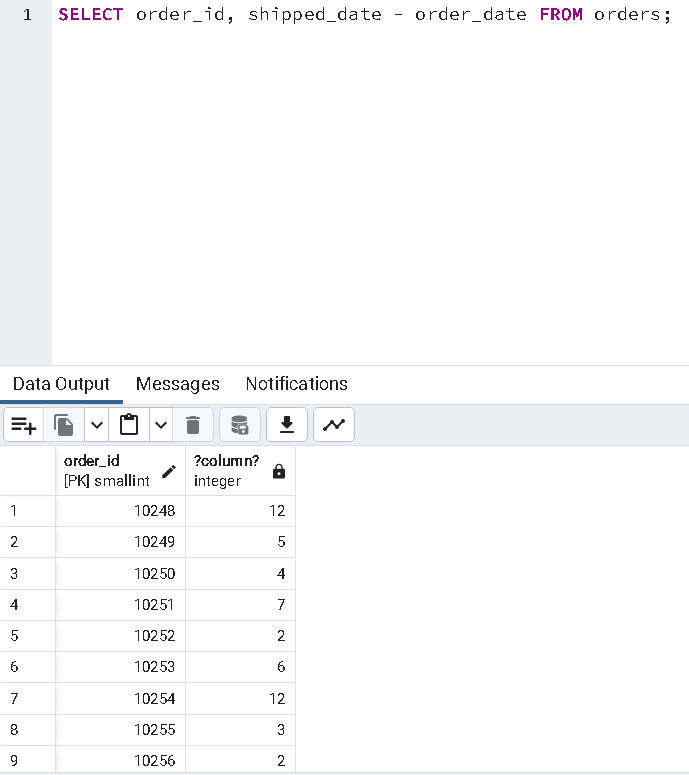 1 SELECT order_id, shipped_date - order_date FROM orders;
Data Output Messages Notifications
order_id ?column?
[PK] smallint integer
1 10248 12
2 10249 5
3 10250 4
4 10251 7
5 10252 2
6 10253 6
7 10254 12
8 10255 3
9 10256 2